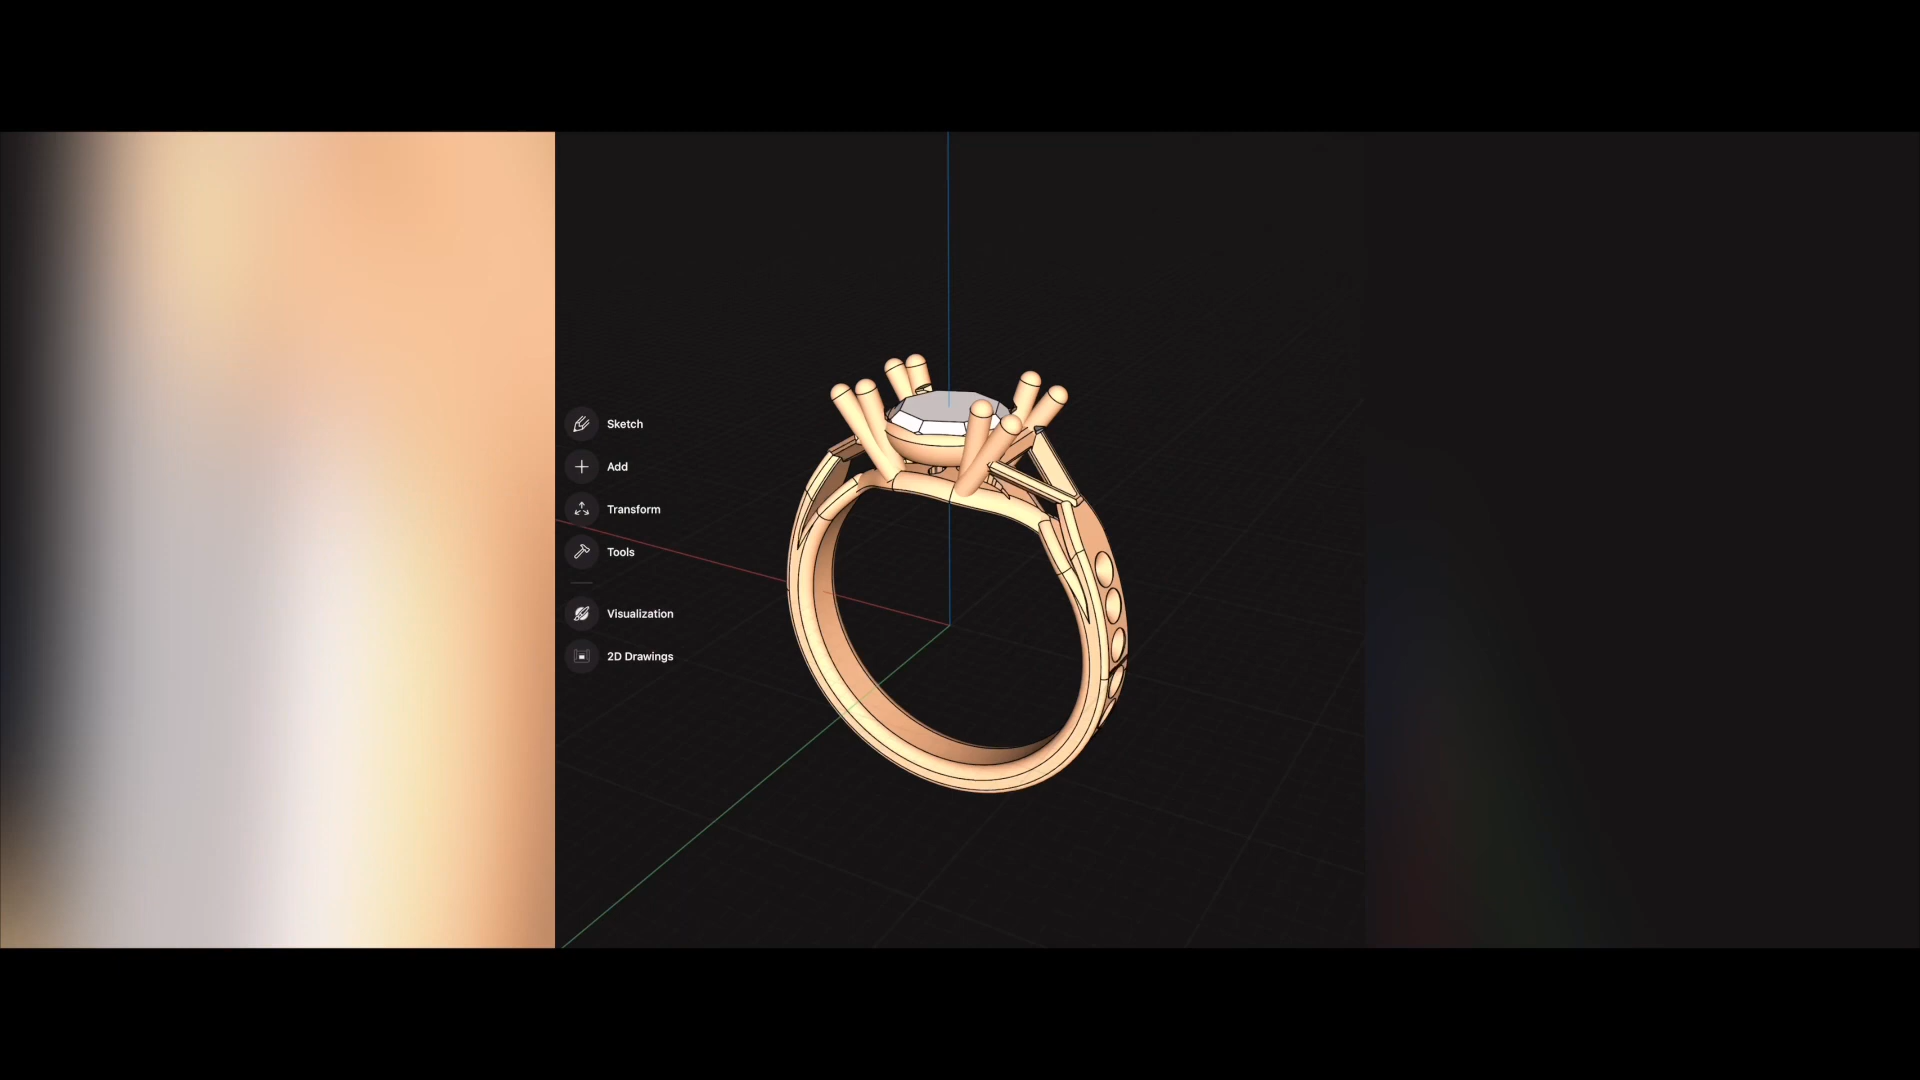 Sketch
Add
Transform
Tools
Visualization
2D Drawings